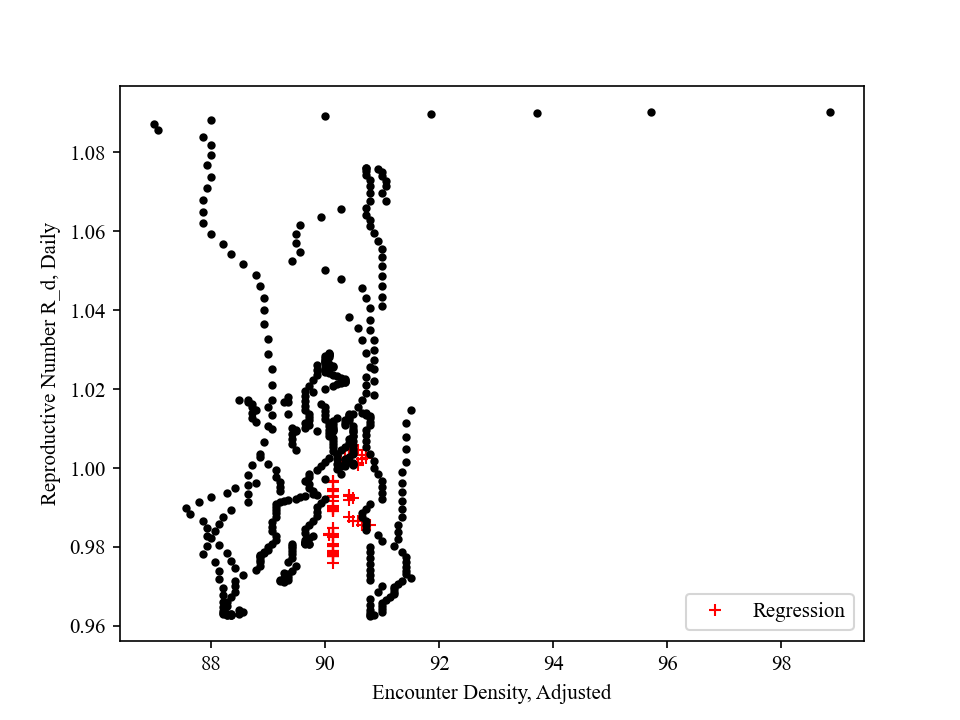 Reproductive Number R_d, Daily
1.08
1.06
1.04
1.02
1.00
0.98
0.96
Regression
88 90 92 94 96 98
Encounter Density, Adjusted